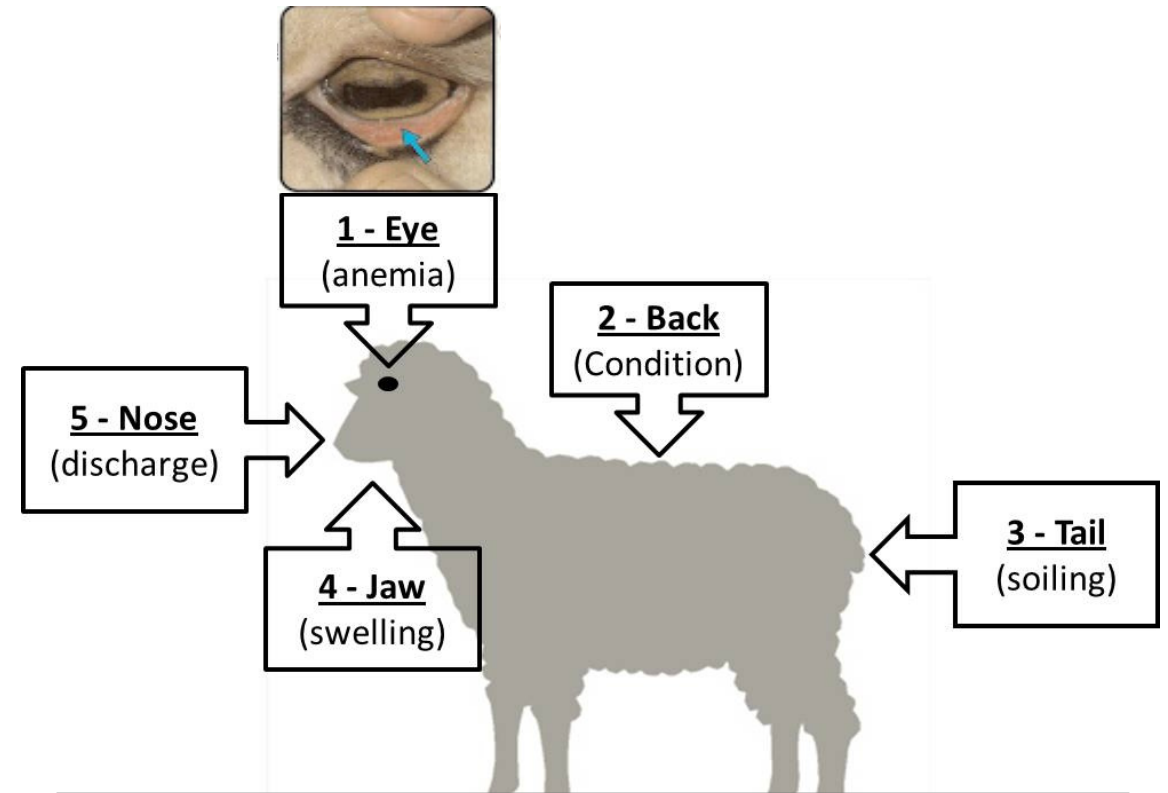 1 - Eye
(anemia)
2 - Back
(Condition)
5 - Nose
(discharge)
3 - Tail
(soiling)
4 - Jaw
(swelling)